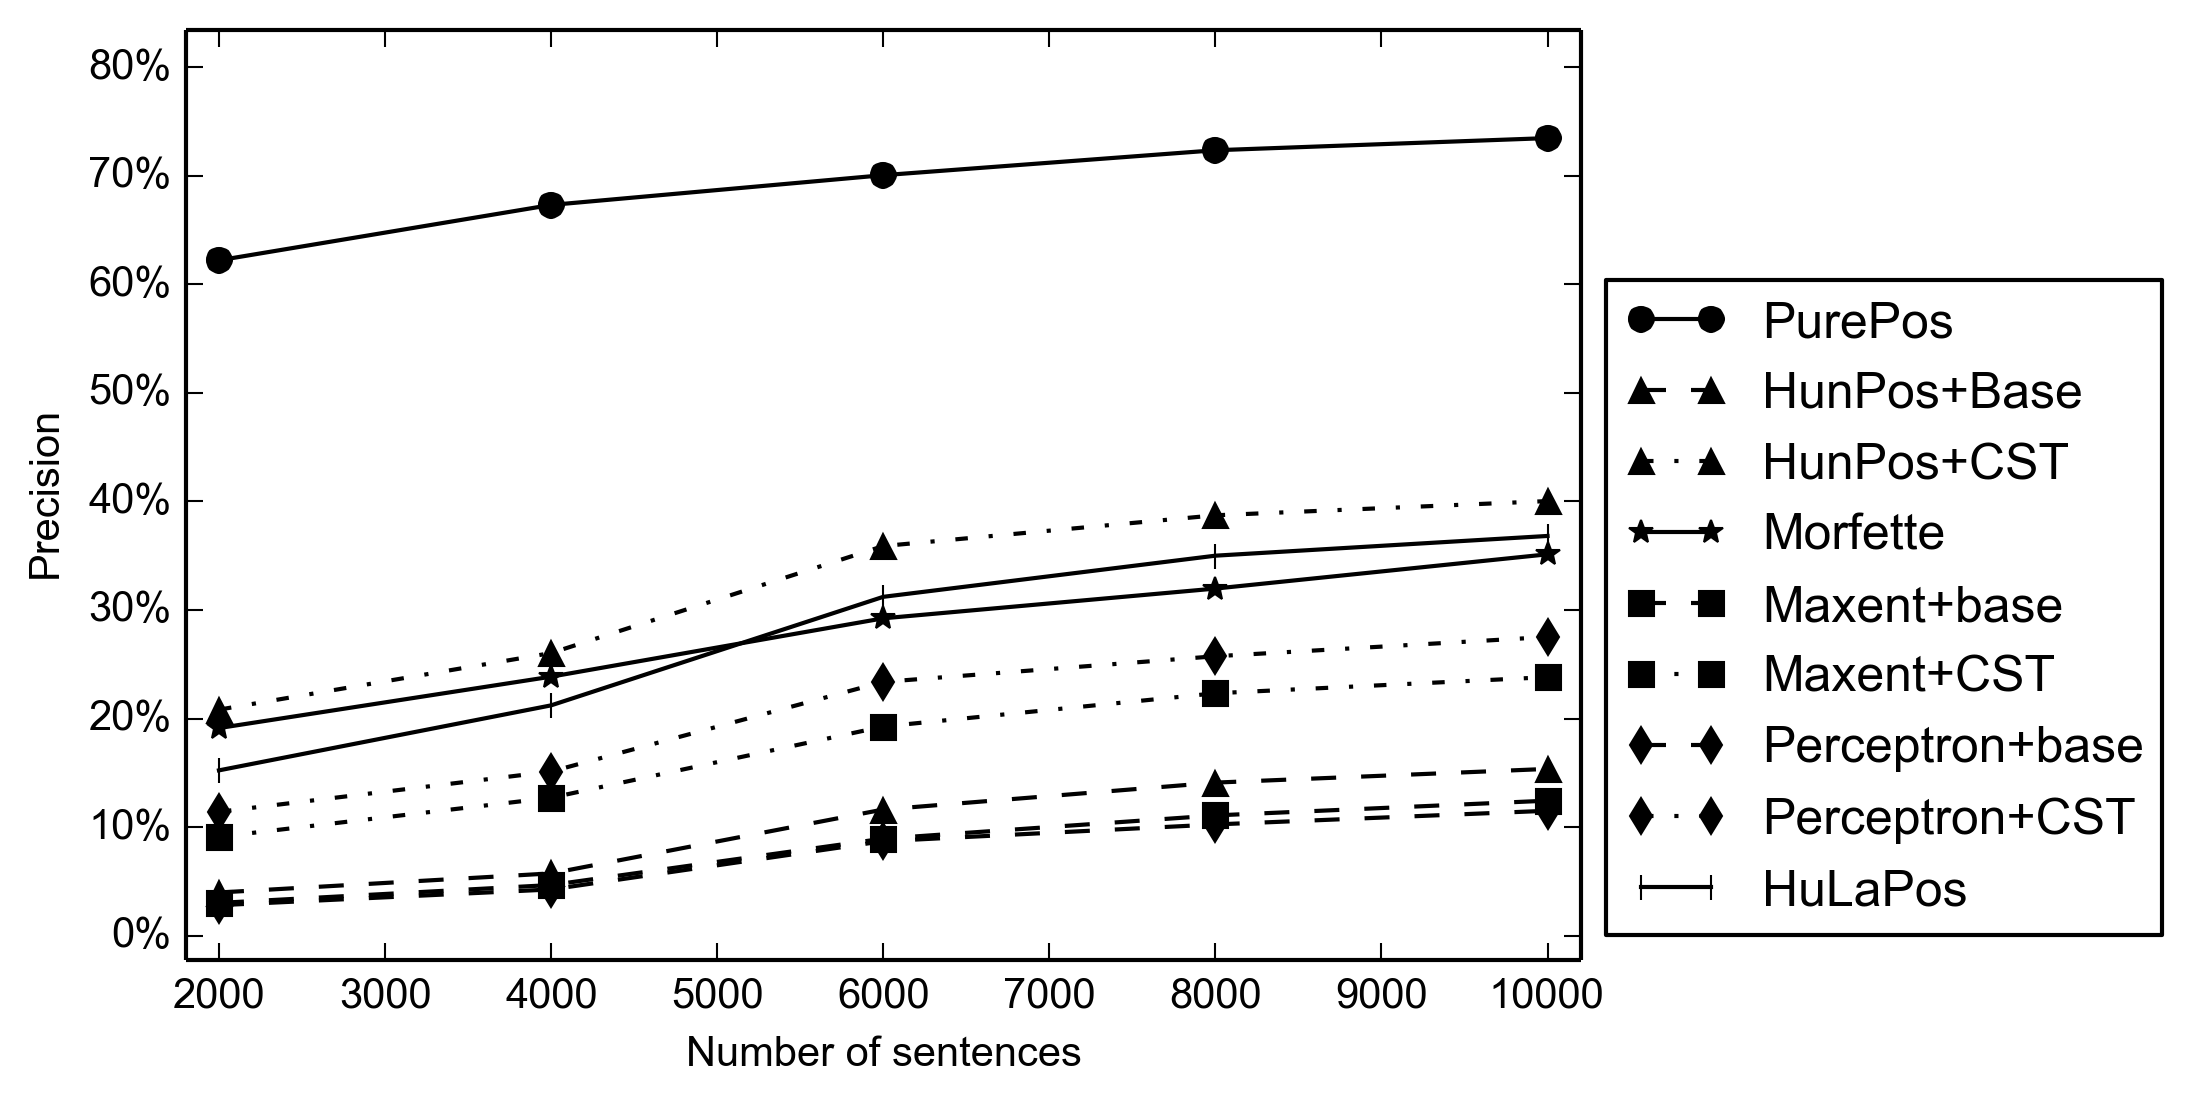 80%
70%
60%
50%
40%
30%
20%
10%
0%
Precision
2000 3000 4000 5000 6000 7000 8000 9000 10000
Number of sentences
PurePos
HunPos+Base
HunPos+CST
Morfette
Maxent+base
Maxent+CST
Perceptron+base
Perceptron+CST
HuLaPos